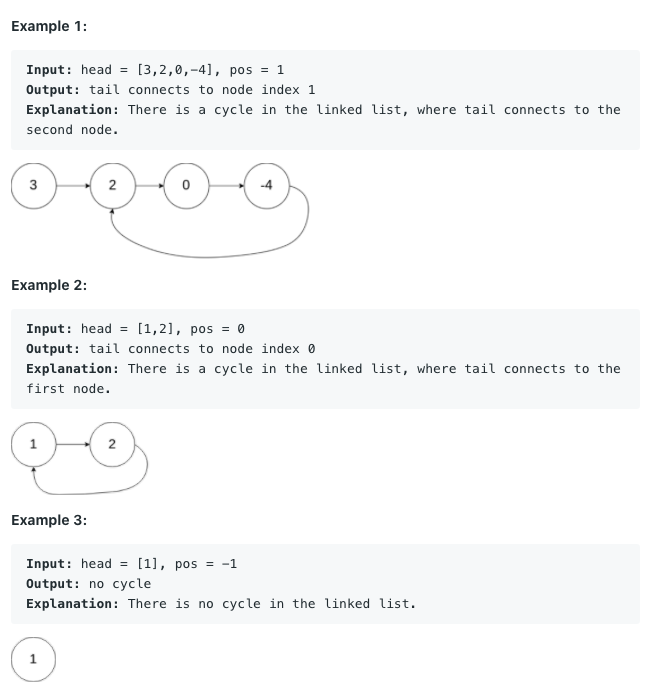 Example 1:
Input: head = [3,2,0,−4], pos = 1
Output: tail connects to node index 1
Explanation: There is a cycle in the linked list, where tail connects to the
second node.
3 2 0 -4
Example 2:
Input: head = [1,2], pos = 0
Output: tail connects to node index 0
Explanation: There is a cycle in the linked list, where tail connects to the
first node.
1 2
Example 3:
Input: head = [1], pos = −1
Output: no cycle
Explanation: There is no cycle in the linked list.
1